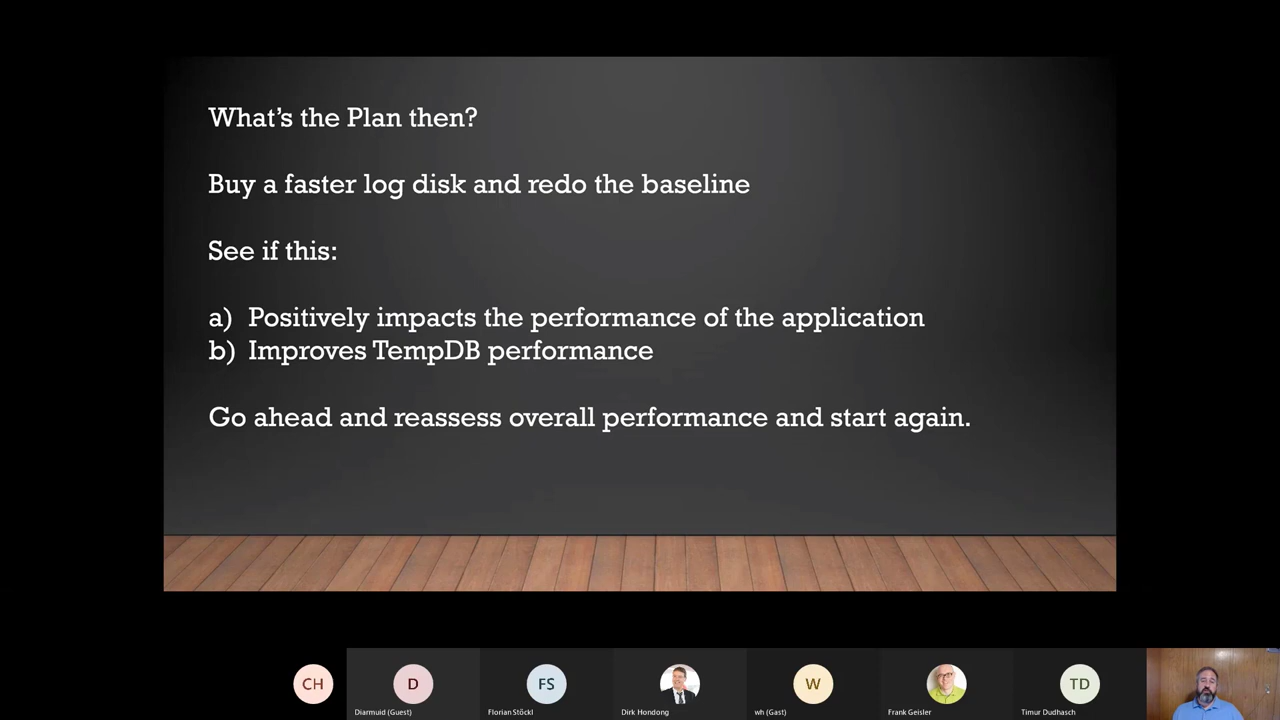 What's the Plan then?
Buy a faster log disk and redo the baseline
See if this:
a) Positively impacts the performance of the application
b) Improves TempDB performance
Go ahead and reassess overall performance and start again.
CH
D
FS
W
TD
Diarmuid (Guest)
Florian Stöckl
Dirk Hondong
wh (Gast)
Frank Geisler
Timur Dudhasch